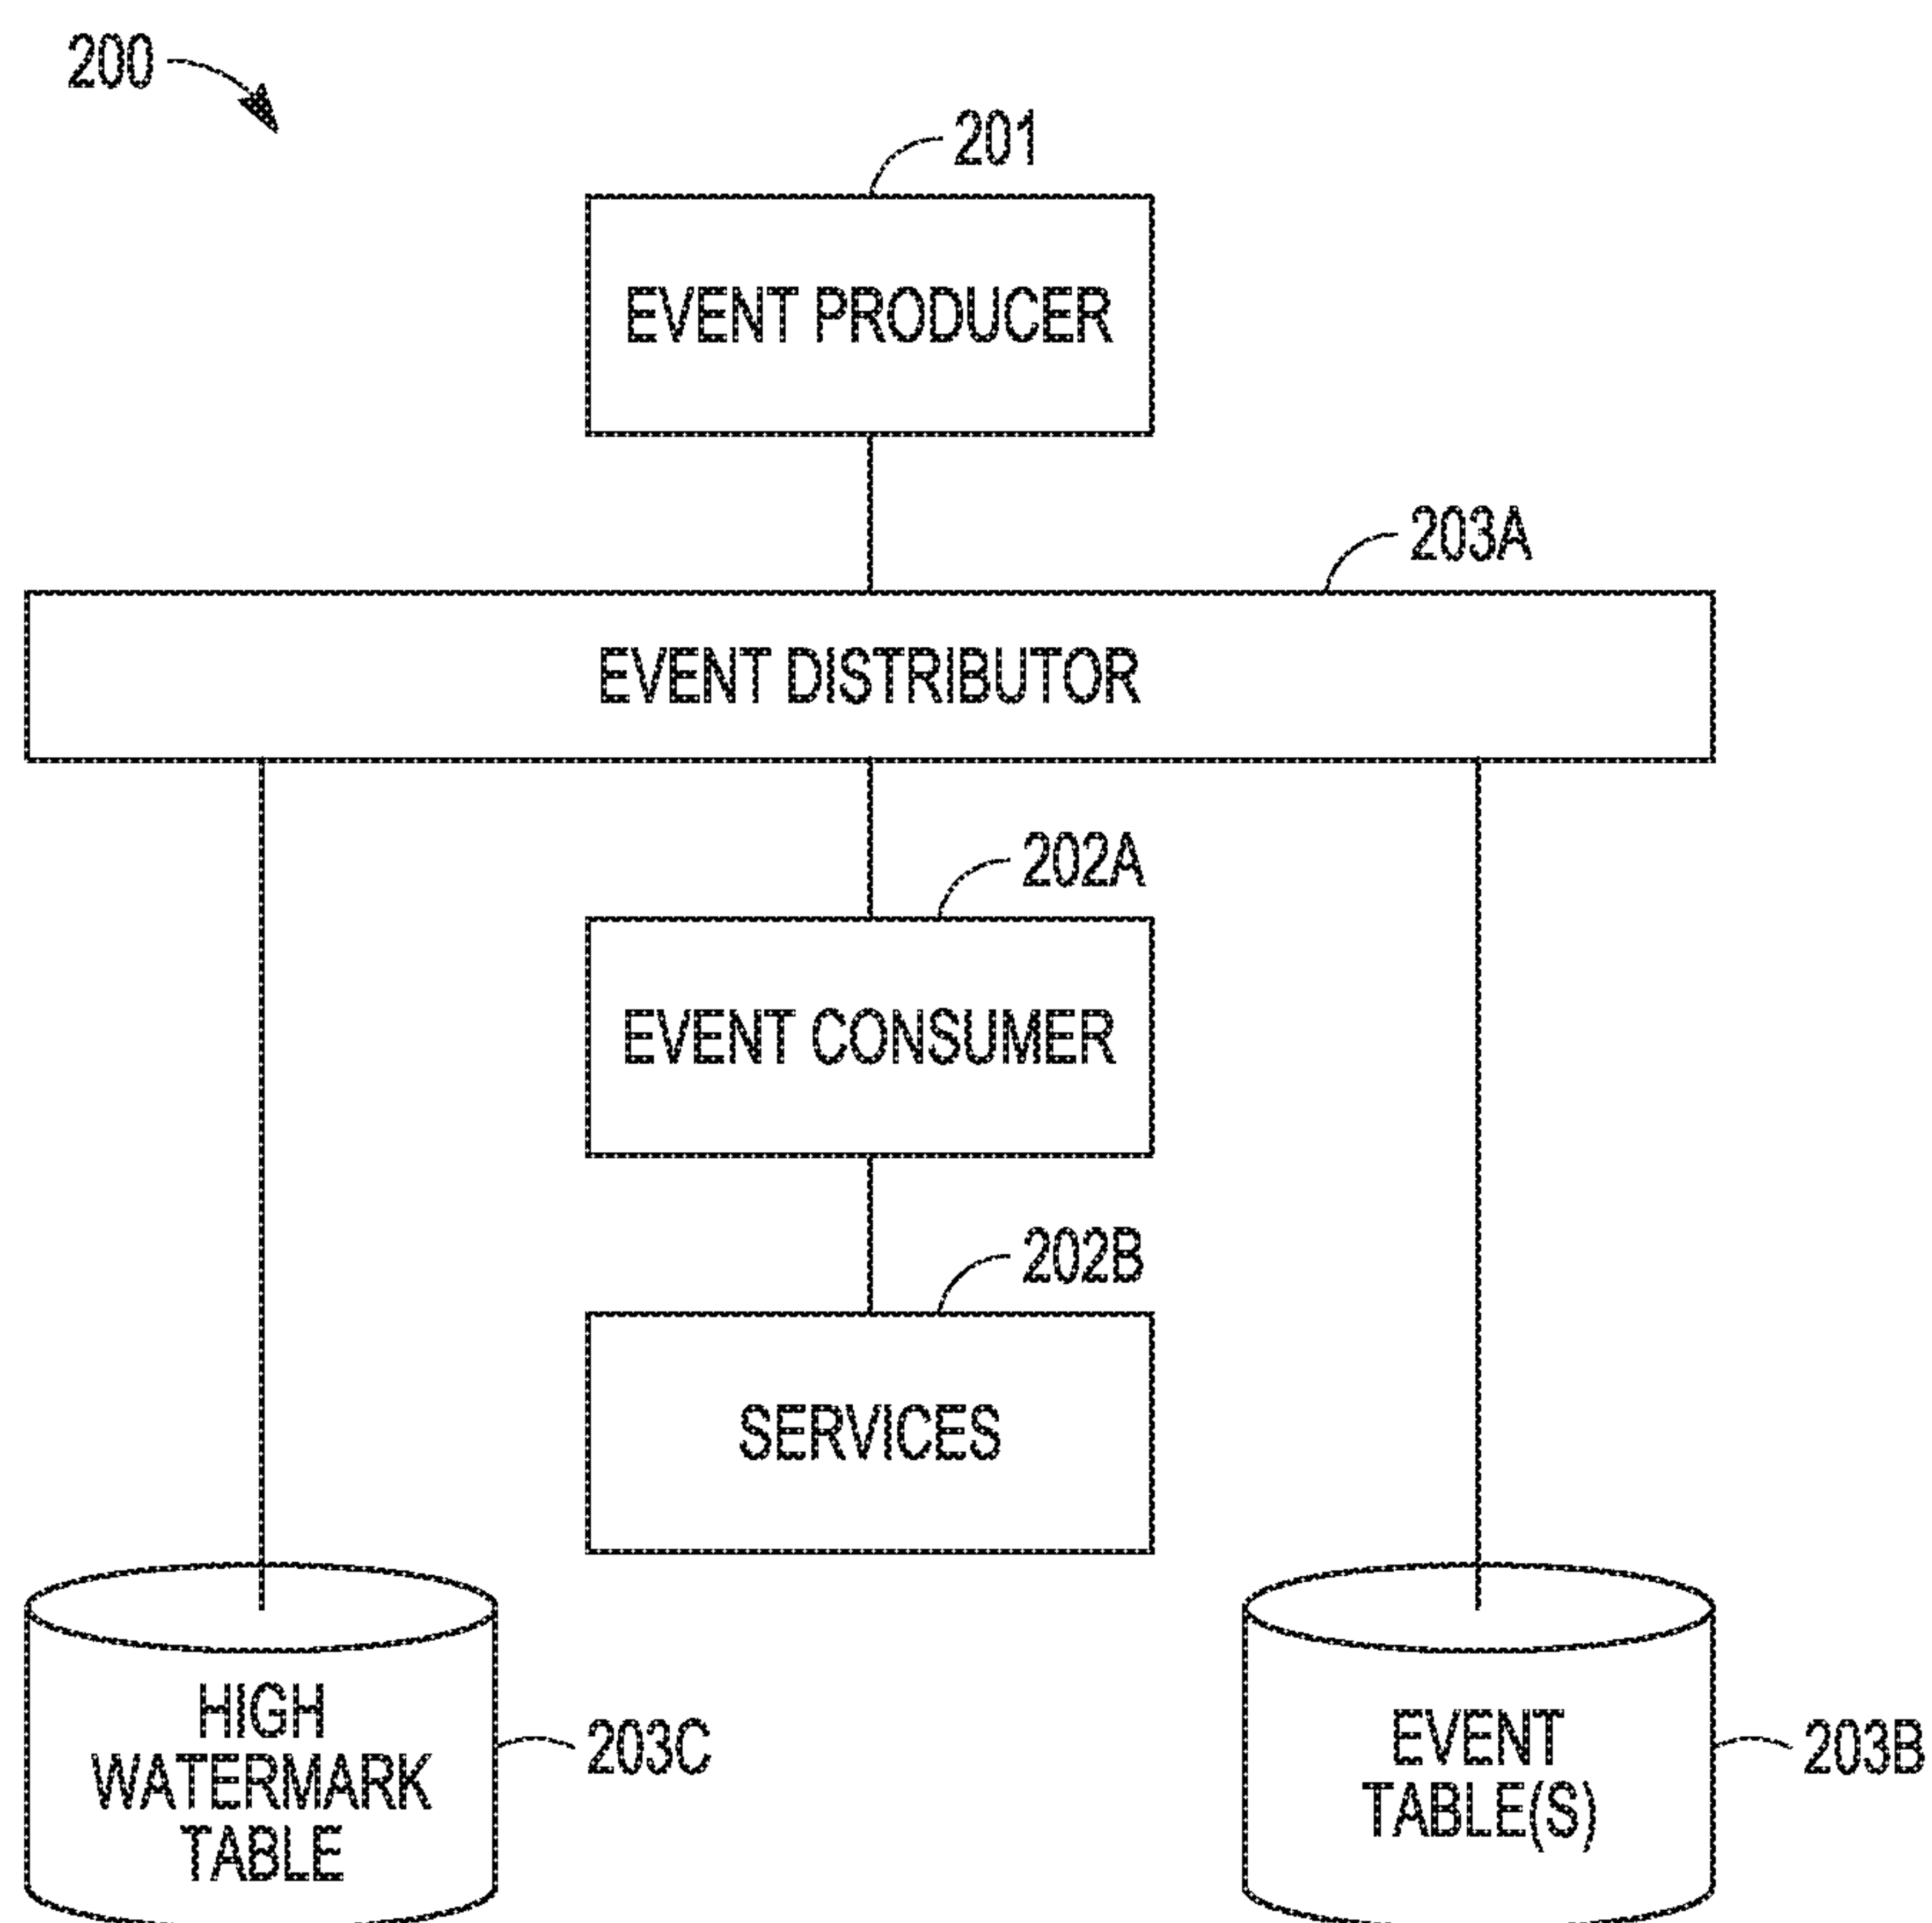 200
201
EVENT PRODUCER
203A
EVENT DISTRIBUTOR
202A
EVENT CONSUMER
202B
SERVICES
HIGH
WATERMARK
TABLE
203C
EVENT
TABLE(S)
203B